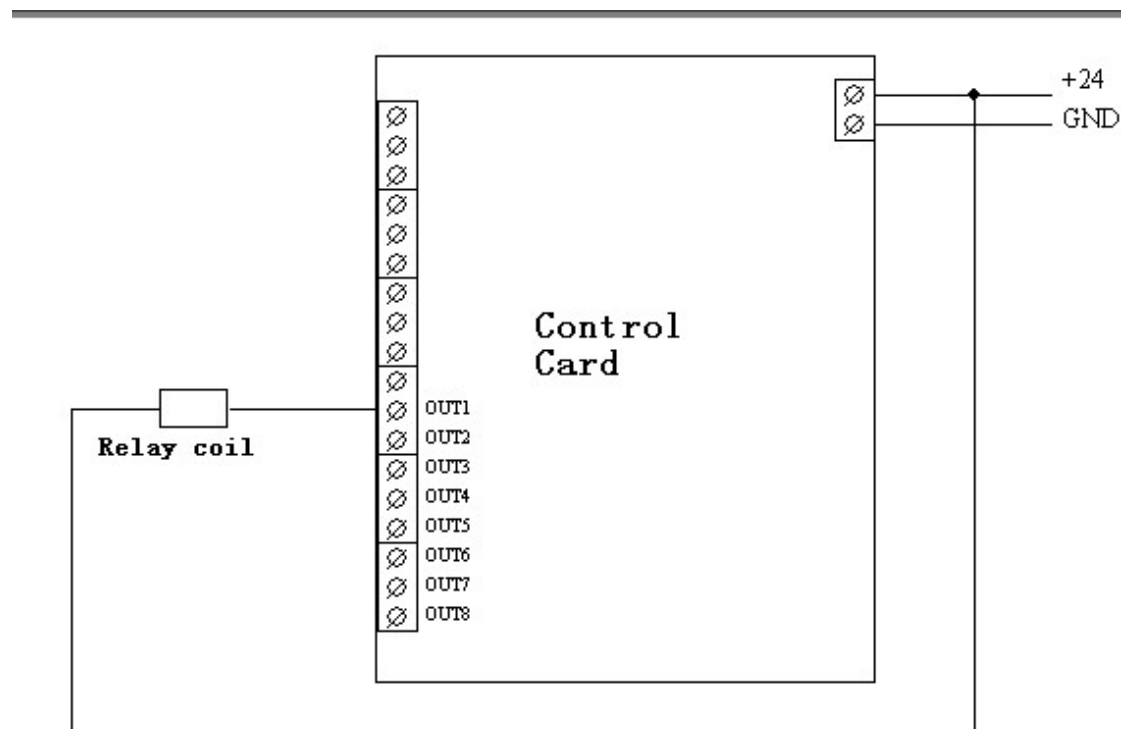 +24
GND
Control
Card
Relay coil
OUT1
OUT2
OUT3
OUT4
OUT5
OUT6
OUT7
OUT8